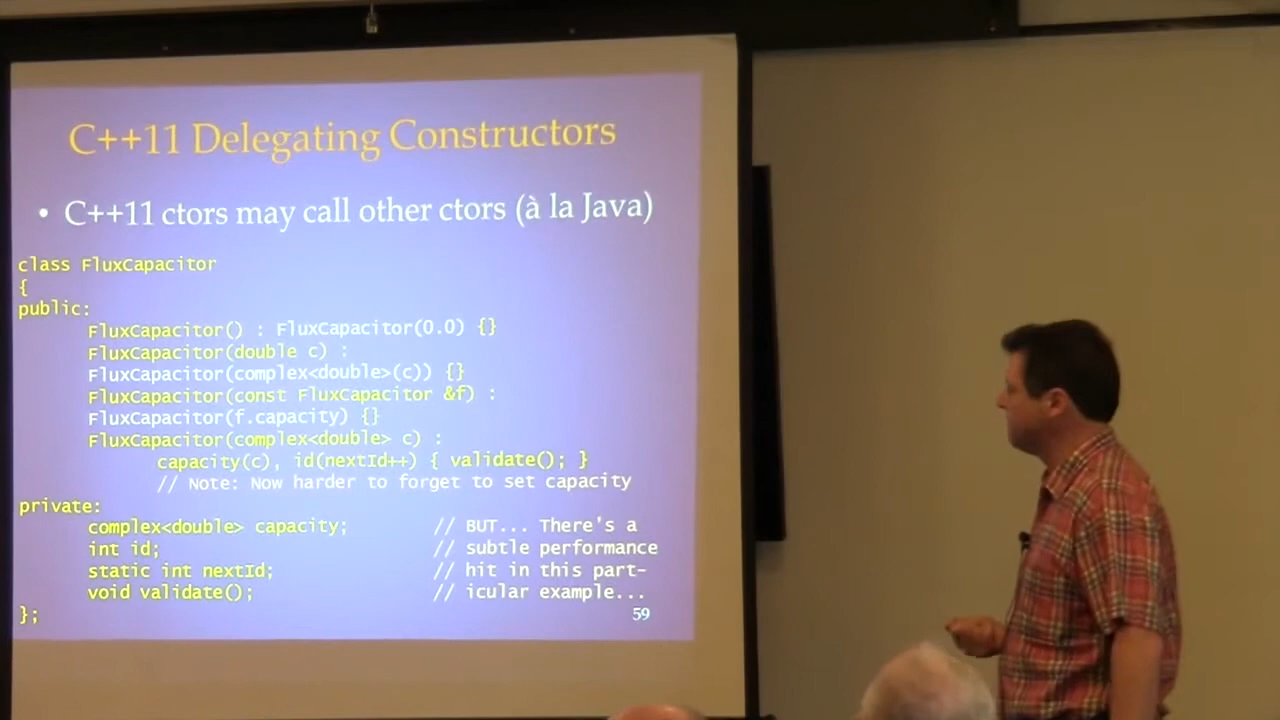 C++11 Delegating Constructors
• C++11 ctors may call other ctors (à la Java)
class FluxCapacitor
{
public:
FluxCapacitor() : FluxCapacitor(0.0) {}
FluxCapacitor(double c) :
FluxCapacitor(complex<double>(c)) {}
FluxCapacitor(const FluxCapacitor &f) :
FluxCapacitor(f.capacity) {}
FluxCapacitor(complex<double> c) :
capacity(c), id(nextId++) { validate(); }
// Note: Now harder to forget to set capacity
private:
complex<double> capacity; // BUT... There's a
int id; // subtle performance
static int nextId; // hit in this part-
void validate(); // icular example...
};
59